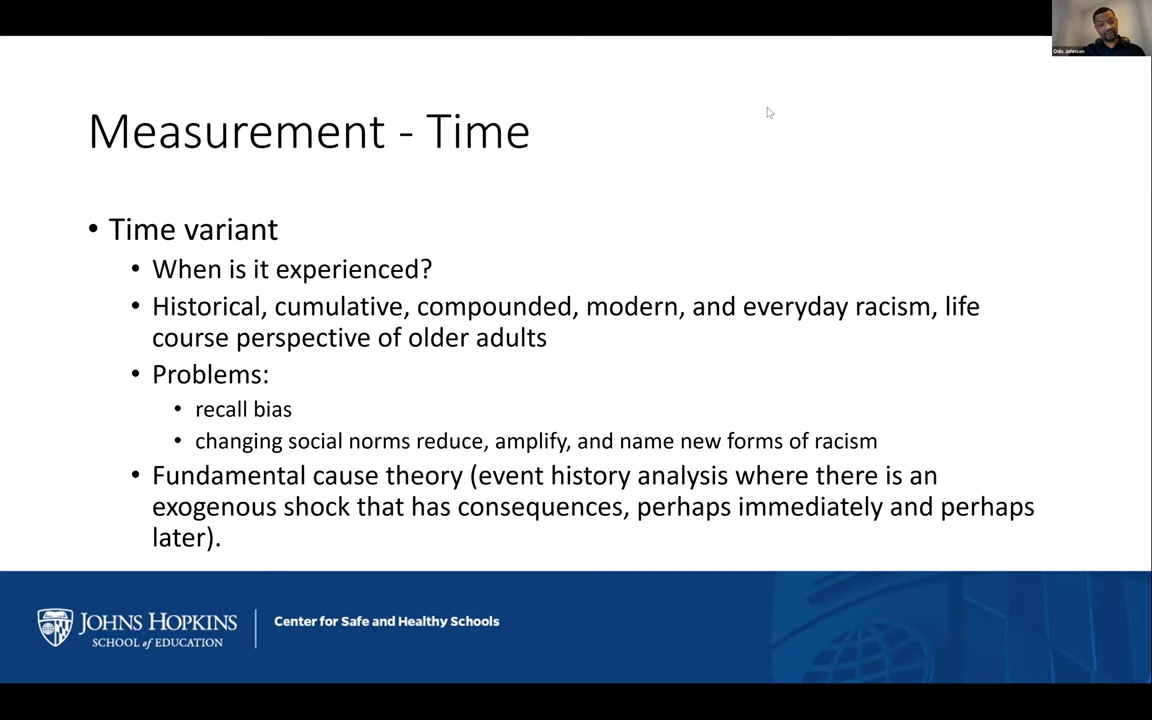 Odis Johnson
Measurement - Time
• Time variant
• When is it experienced?
• Historical, cumulative, compounded, modern, and everyday racism, life
course perspective of older adults
• Problems:
• recall bias
• changing social norms reduce, amplify, and name new forms of racism
• Fundamental cause theory (event history analysis where there is an
exogenous shock that has consequences, perhaps immediately and perhaps
later).
JOHNS HOPKINS
SCHOOL of EDUCATION
Center for Safe and Healthy Schools